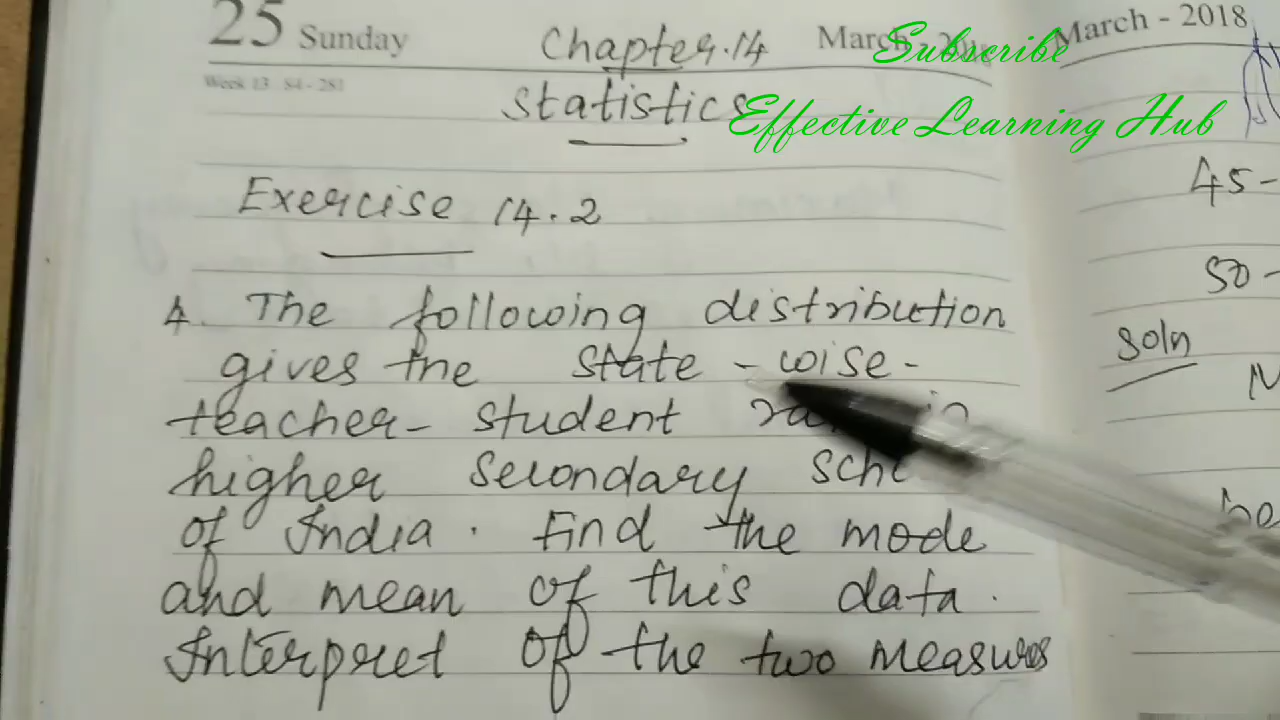 25 Sunday
Week 13 84 - 281
Chapter.14
March - 2018
Subscribe
Statistics
Effective Learning Hub
Exercise 14.2
4. The following distribution
gives the state - wise -
teacher - student in
higher secondary
of India. Find the mode
and mean of this data.
Interpret of the two measures
45 -
50 -
Soln